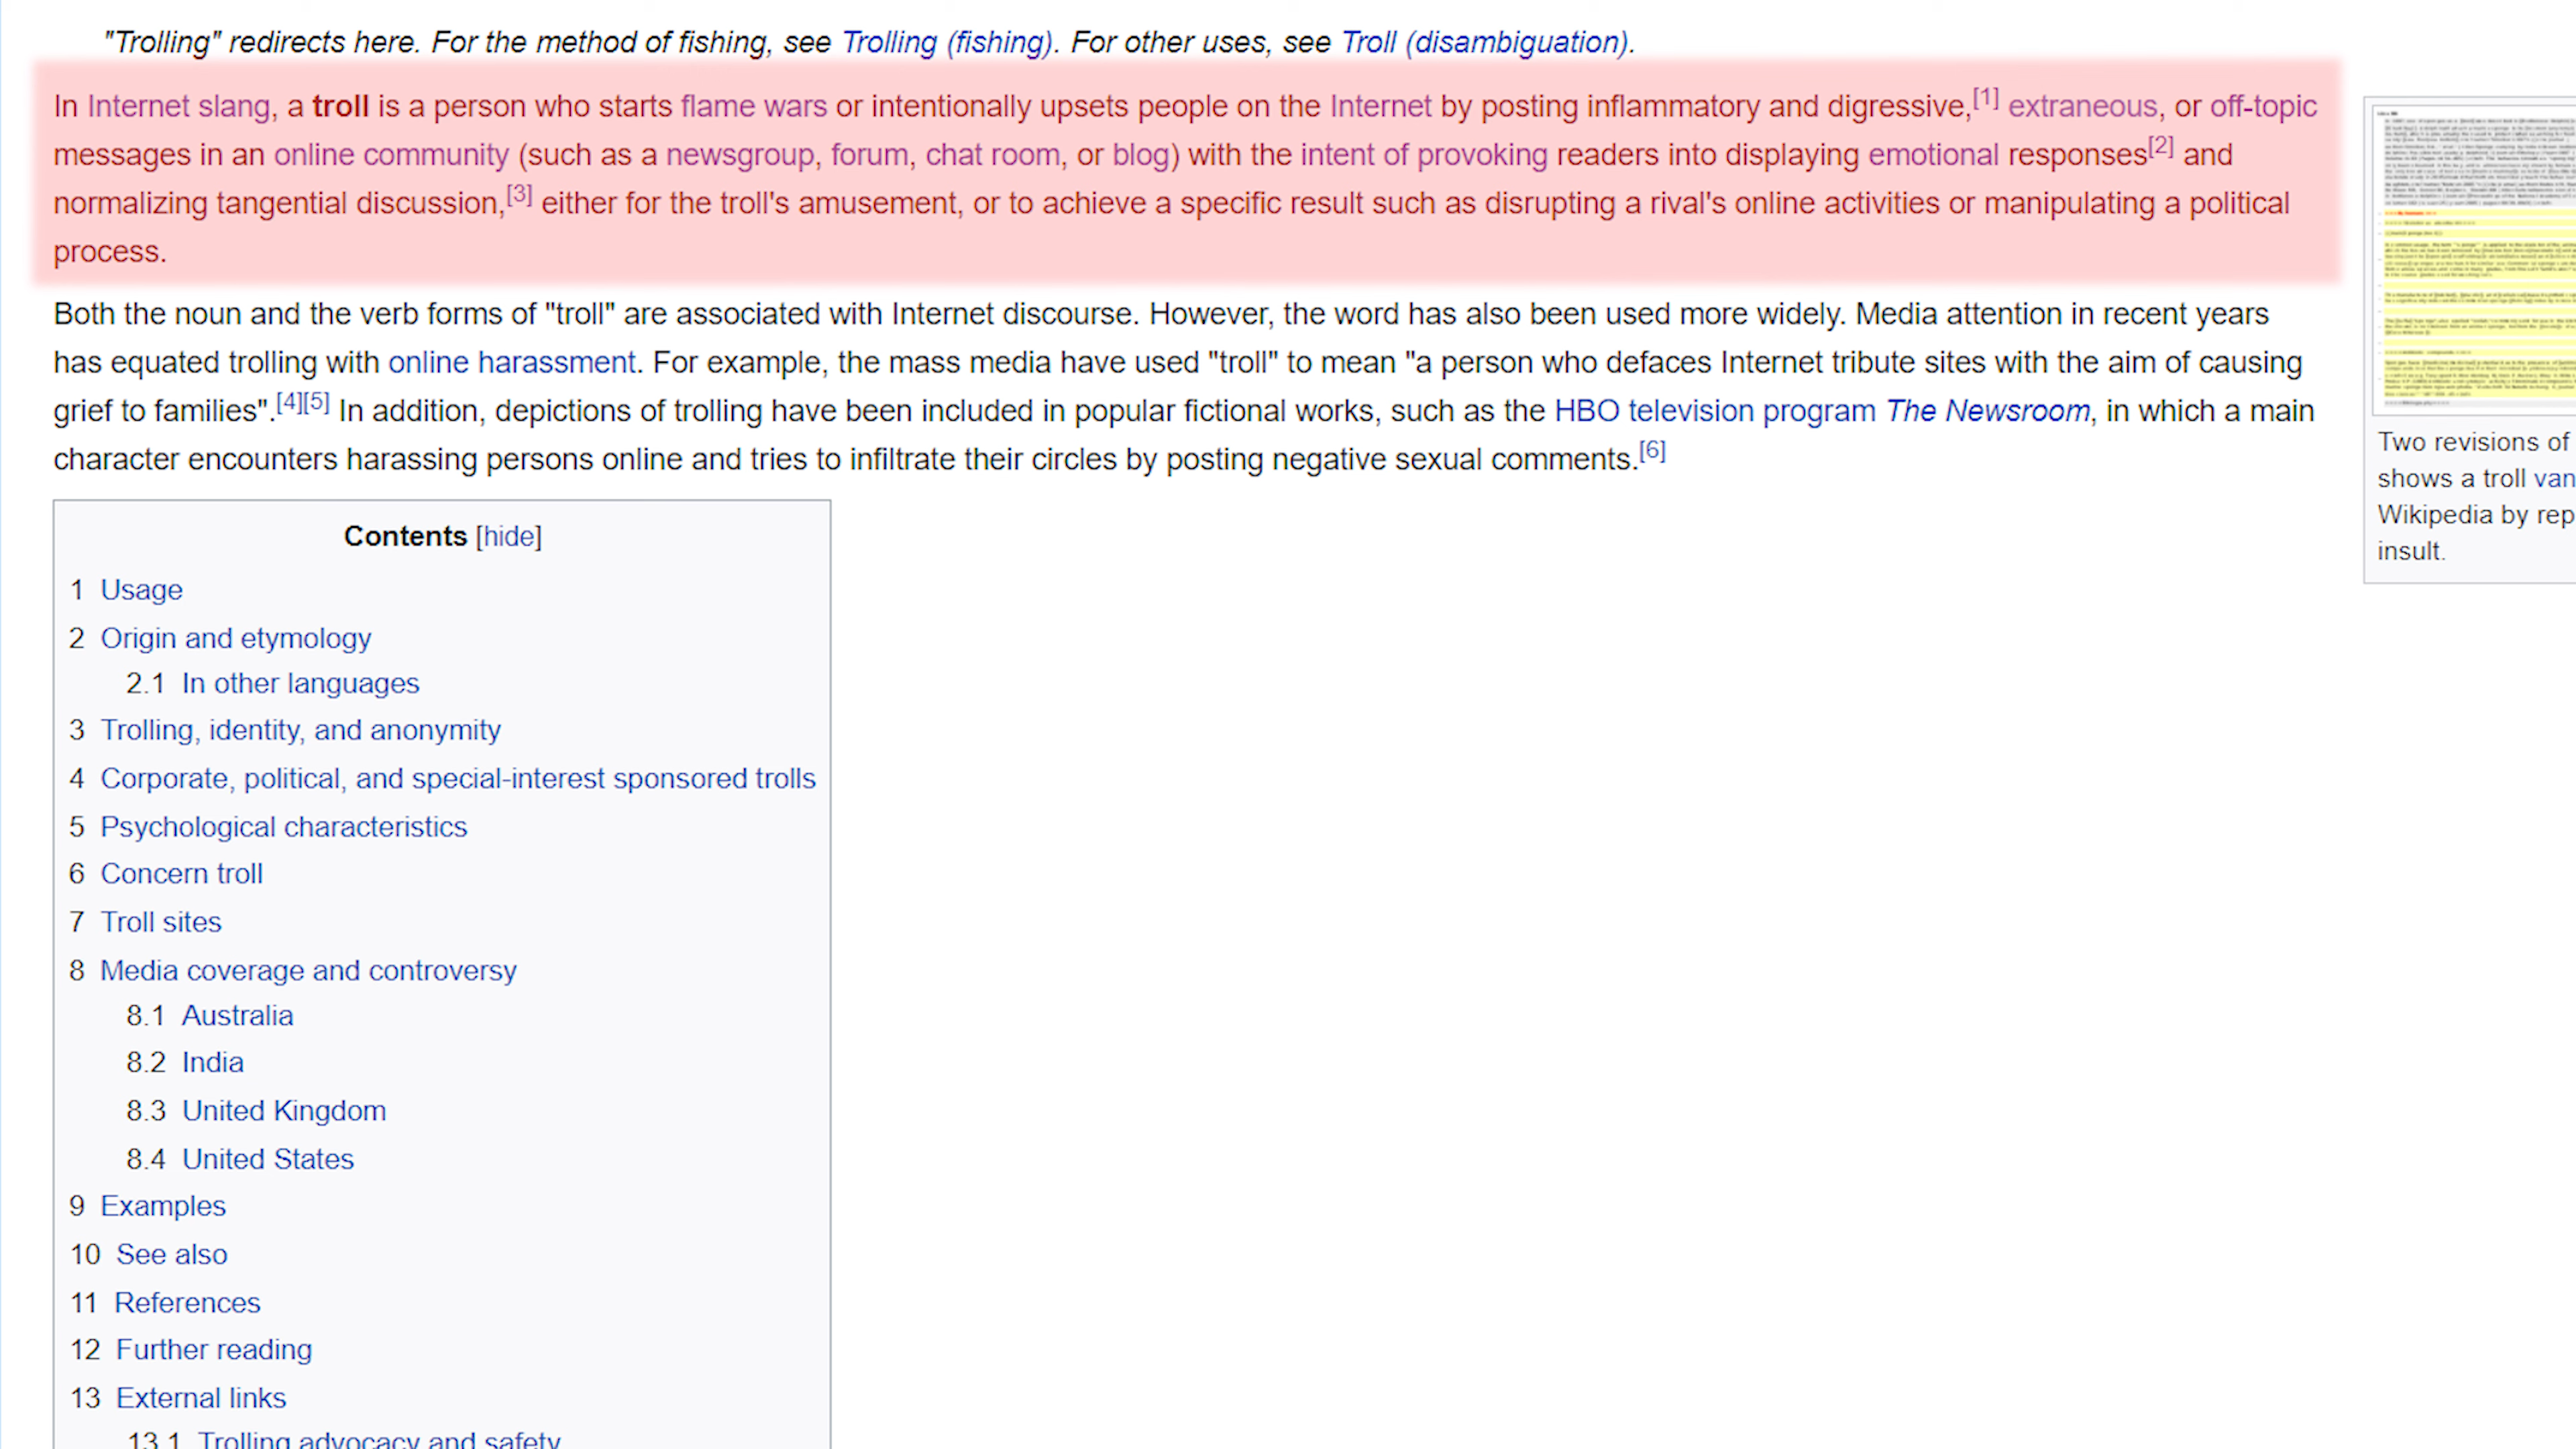 "Trolling" redirects here. For the method of fishing, see Trolling (fishing). For other uses, see Troll (disambiguation).
In Internet slang, a troll is a person who starts flame wars or intentionally upsets people on the Internet by posting inflammatory and digressive,[1] extraneous, or off-topic
messages in an online community (such as a newsgroup, forum, chat room, or blog) with the intent of provoking readers into displaying emotional responses[2] and
normalizing tangential discussion,[3] either for the troll's amusement, or to achieve a specific result such as disrupting a rival's online activities or manipulating a political
process.
Both the noun and the verb forms of "troll" are associated with Internet discourse. However, the word has also been used more widely. Media attention in recent years
has equated trolling with online harassment. For example, the mass media have used "troll" to mean "a person who defaces Internet tribute sites with the aim of causing
grief to families".[4][5] In addition, depictions of trolling have been included in popular fictional works, such as the HBO television program The Newsroom, in which a main
character encounters harassing persons online and tries to infiltrate their circles by posting negative sexual comments.[6]
Contents [hide]
1 Usage
2 Origin and etymology
2.1 In other languages
3 Trolling, identity, and anonymity
4 Corporate, political, and special-interest sponsored trolls
5 Psychological characteristics
6 Concern troll
7 Troll sites
8 Media coverage and controversy
8.1 Australia
8.2 India
8.3 United Kingdom
8.4 United States
9 Examples
10 See also
11 References
12 Further reading
13 External links
13.1 Trolling advocacy and safety
Two revisions of
shows a troll van
Wikipedia by rep
insult.